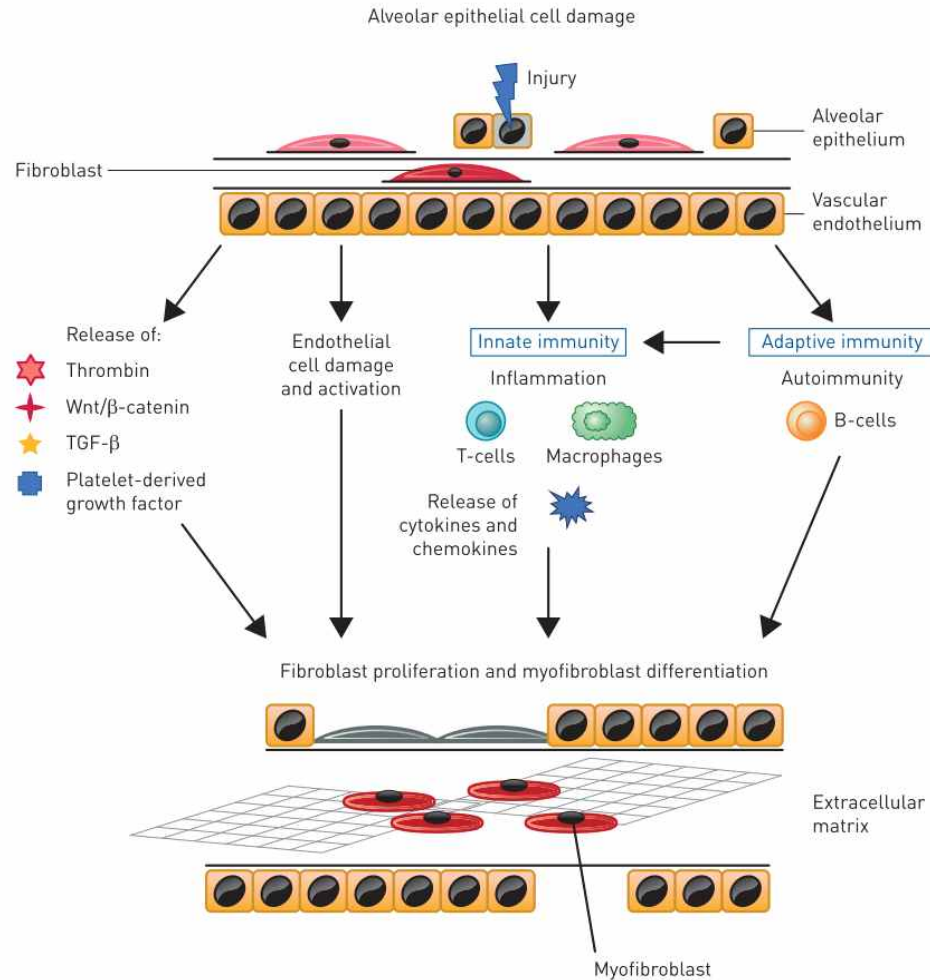 Alveolar epithelial cell damage
Injury
Alveolar
epithelium
Fibroblast
Vascular
endothelium
Release of:
Thrombin
Wnt/β-catenin
TGF-β
Platelet-derived
growth factor
Endothelial
cell damage
and activation
Innate immunity
Inflammation
T-cells
Macrophages
Release of
cytokines and
chemokines
Adaptive immunity
Autoimmunity
B-cells
Fibroblast proliferation and myofibroblast differentiation
Extracellular
matrix
Myofibroblast